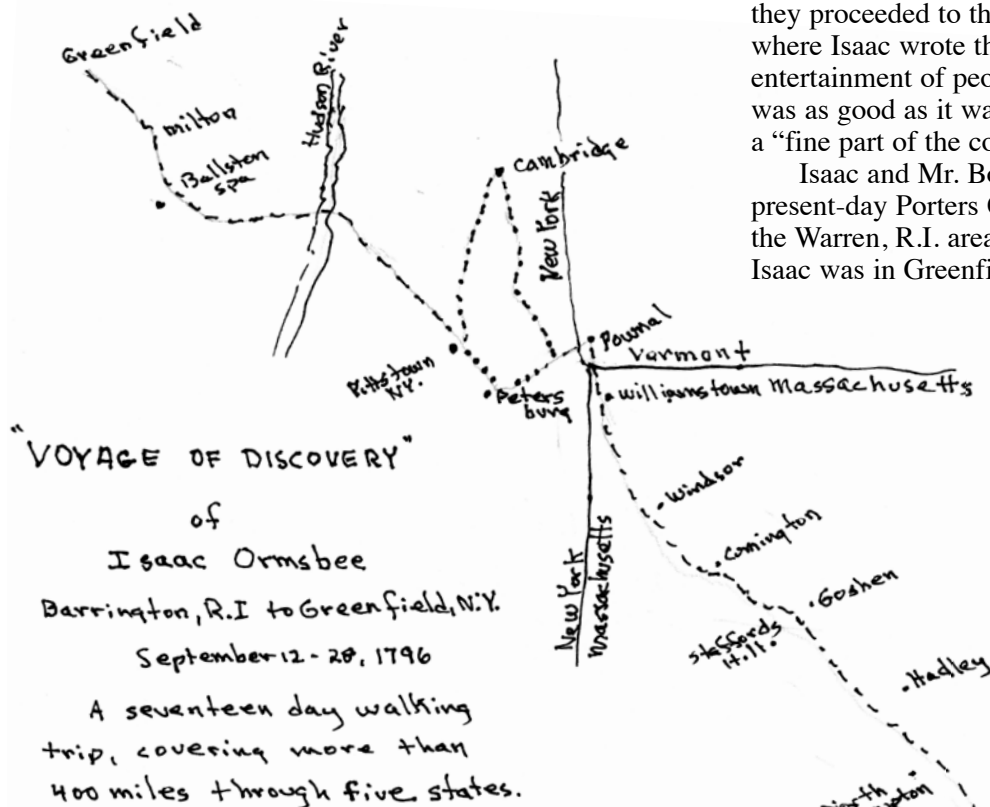 they proceeded to th
where Isaac wrote th
entertainment of peo
was as good as it wa
a “fine part of the co
Isaac and Mr. Bo
present-day Porters
the Warren, R.I. area
Isaac was in Greenfi
Greenfield
Milton
Ballston
spa
Hudson River
Cambridge
New York
Pownal
Vermont
Pittstown
N.Y.
Peters
burg
Williamstown Massachusetts
Windsor
Comington
Goshen
Staffords
Hill
Hadley
New York
Massachusetts
"VOYAGE OF DISCOVERY"
of
Isaac Ormsbee
Barrington, R.I to Greenfield, N.Y.
September 12 - 28, 1796
A seventeen day walking
trip, covering more than
400 miles through five states.